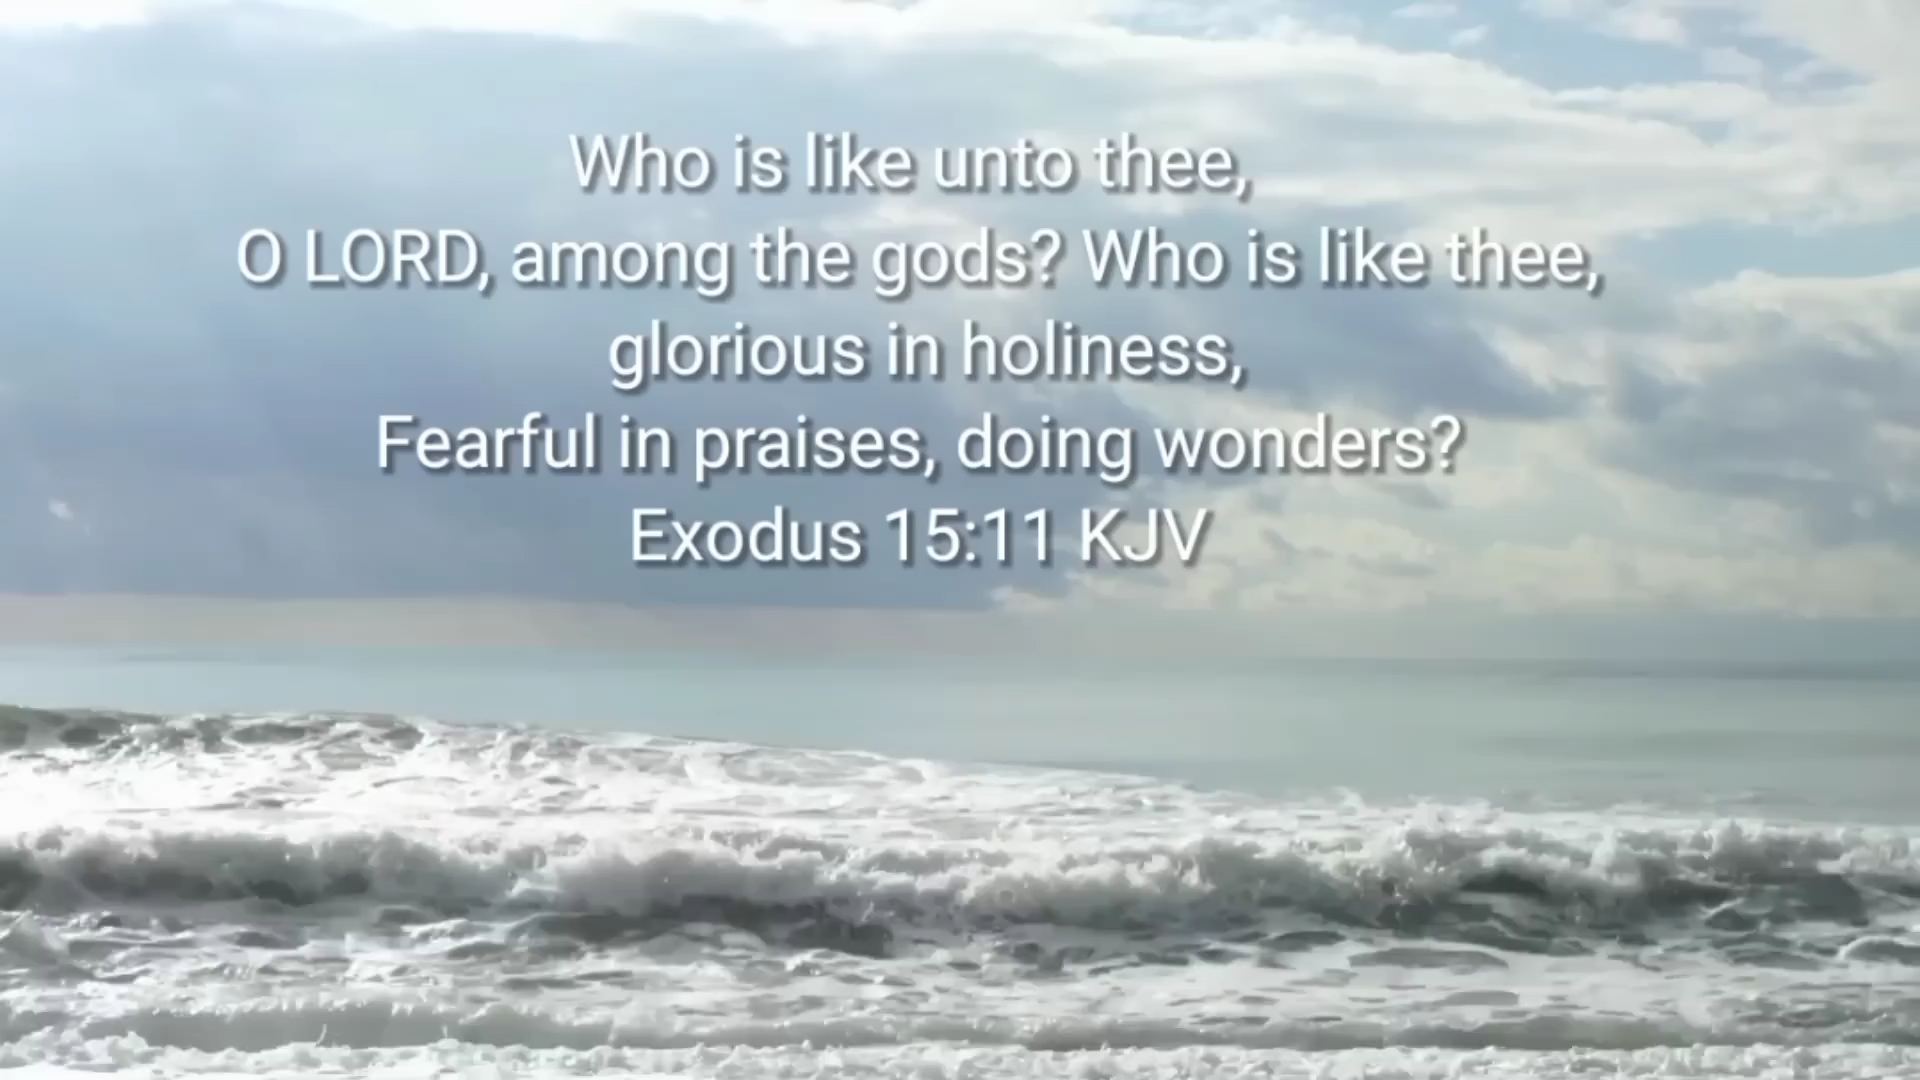 Who is like unto thee,
O LORD, among the gods? Who is like thee,
glorious in holiness,
Fearful in praises, doing wonders?
Exodus 15:11 KJV